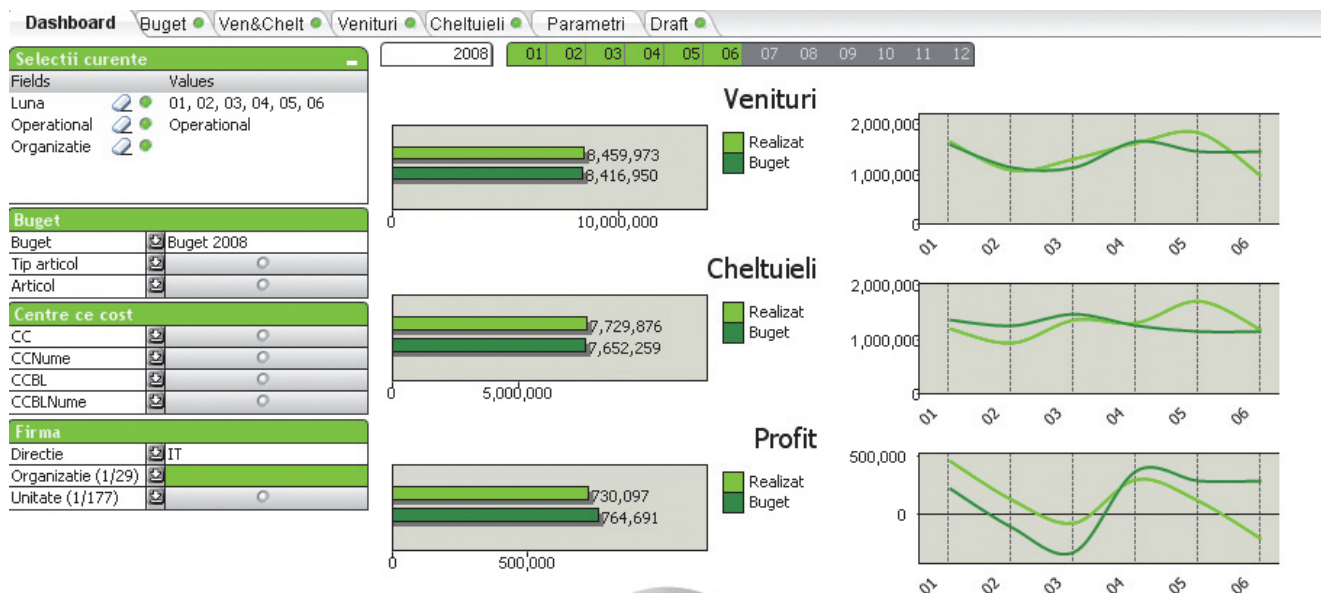 Dashboard Buget Ven&Chelt Venituri Cheltuieli Parametri Draft
Selectii curente
Fields Values
Luna 01, 02, 03, 04, 05, 06
Operational Operational
Organizatie
Buget
Buget Buget 2008
Tip articol
Articol
Centre ce cost
CC
CCNume
CCBL
CCBLNume
Firma
Directie IT
Organizatie (1/29)
Unitate (1/177)
2008 01 02 03 04 05 06 07 08 09 10 11 12
Venituri
Realizat
Buget
8,459,973
8,416,950
0 10,000,000
2,000,000
1,000,000
0
01 02 03 04 05 06
Cheltuieli
Realizat
Buget
7,729,876
7,652,259
0 5,000,000
2,000,000
1,000,000
0
01 02 03 04 05 06
Profit
Realizat
Buget
730,097
764,691
0 500,000
500,000
0
01 02 03 04 05 06